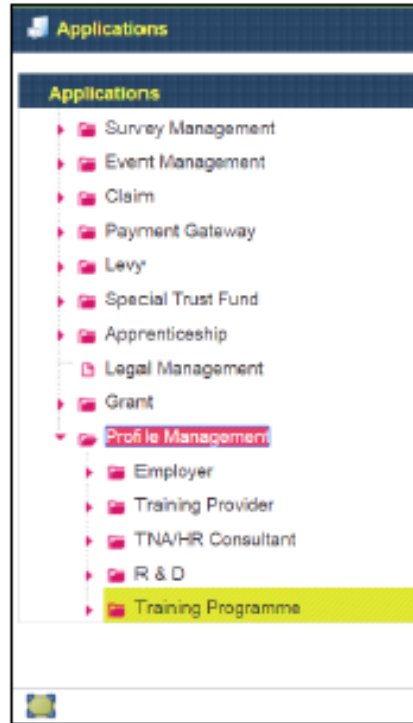 Applications
Applications
Survey Management
Event Management
Claim
Payment Gateway
Levy
Special Trust Fund
Apprenticeship
Legal Management
Grant
Profile Management
Employer
Training Provider
TNA/HR Consultant
R & D
Training Programme